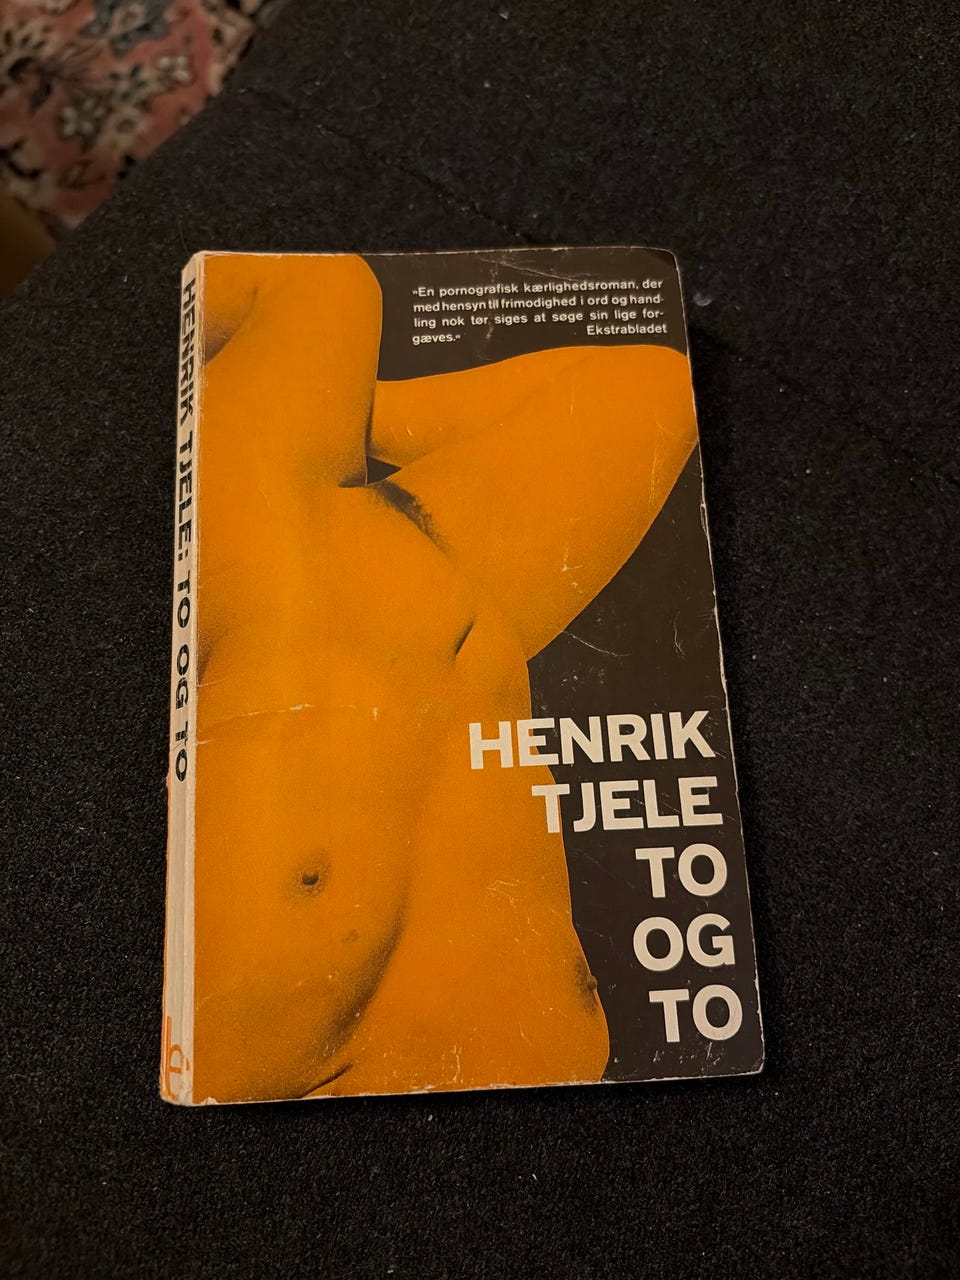 »En pornografisk kærlighedsroman, der
med hensyn til frimodighed i ord og hand-
ling nok tør siges at søge sin lige for-
gæves.« Ekstrabladet
HENRIK
TJELE
TO
OG
TO
HENRIK TJELE: TO OG TO